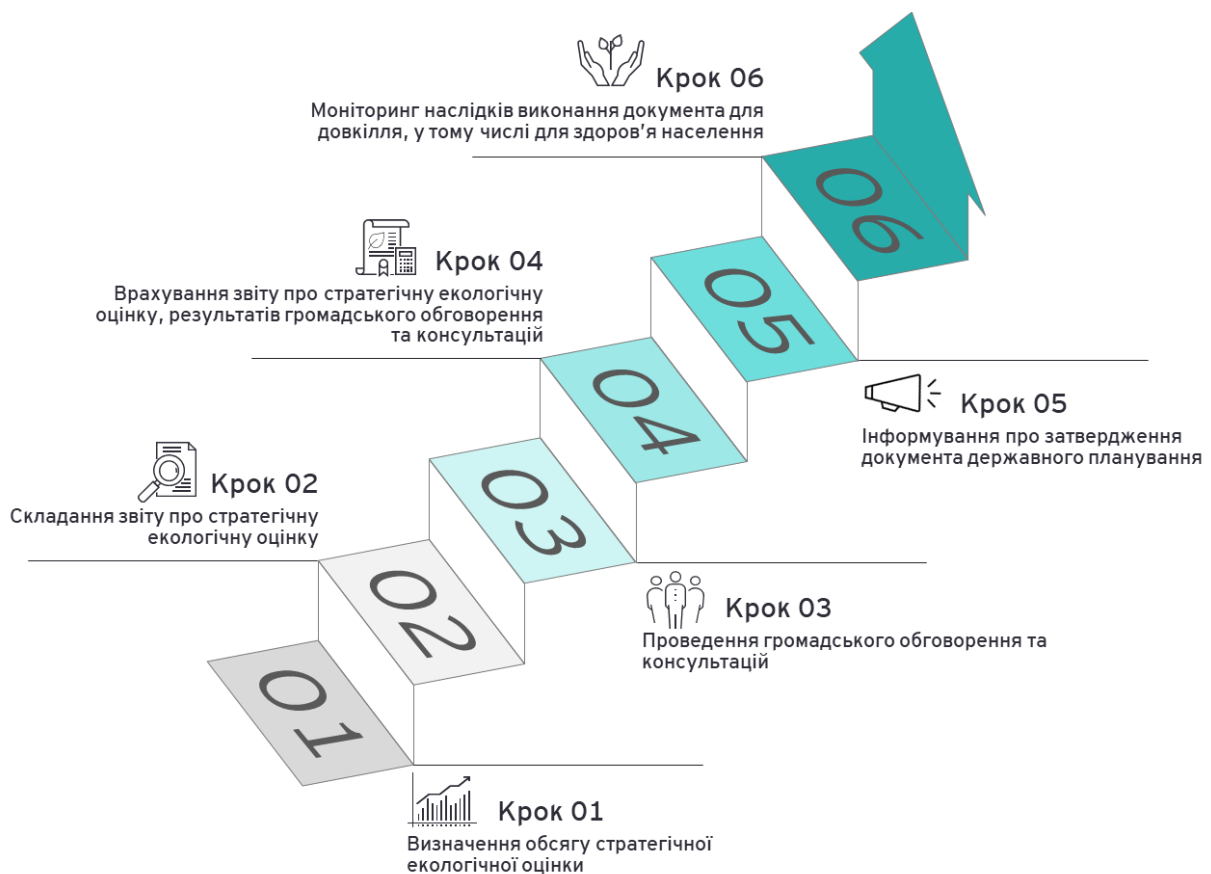 Крок 06
Моніторинг наслідків виконання документа для
довкілля, у тому числі для здоров'я населення
06
Крок 04
Врахування звіту про стратегічну екологічну
оцінку, результатів громадського обговорення
та консультацій
05
Крок 05
Інформування про затвердження
документа державного планування
04
Крок 02
Складання звіту про стратегічну
екологічну оцінку
03
Крок 03
Проведення громадського обговорення та
консультацій
02
01
Крок 01
Визначення обсягу стратегічної
екологічної оцінки